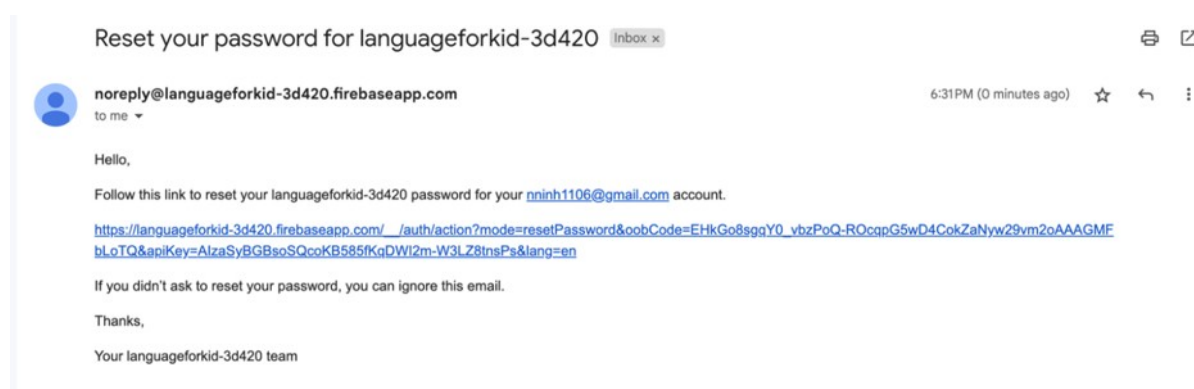 Reset your password for languageforkid-3d420 Inbox ×
noreply@languageforkid-3d420.firebaseapp.com 6:31 PM (0 minutes ago)
to me
Hello,
Follow this link to reset your languageforkid-3d420 password for your nninh1106@gmail.com account.
https://languageforkid-3d420.firebaseapp.com/__/auth/action?mode=resetPassword&oobCode=EHkGo8sgqY0_vbzPoQ-ROcqpG5wD4CokZaNyw29vm2oAAAGMF
bLoTQ&apiKey=AIzaSyBGBsoSQcoKB585fKqDWI2m-W3LZ8tnsPs&lang=en
If you didn't ask to reset your password, you can ignore this email.
Thanks,
Your languageforkid-3d420 team